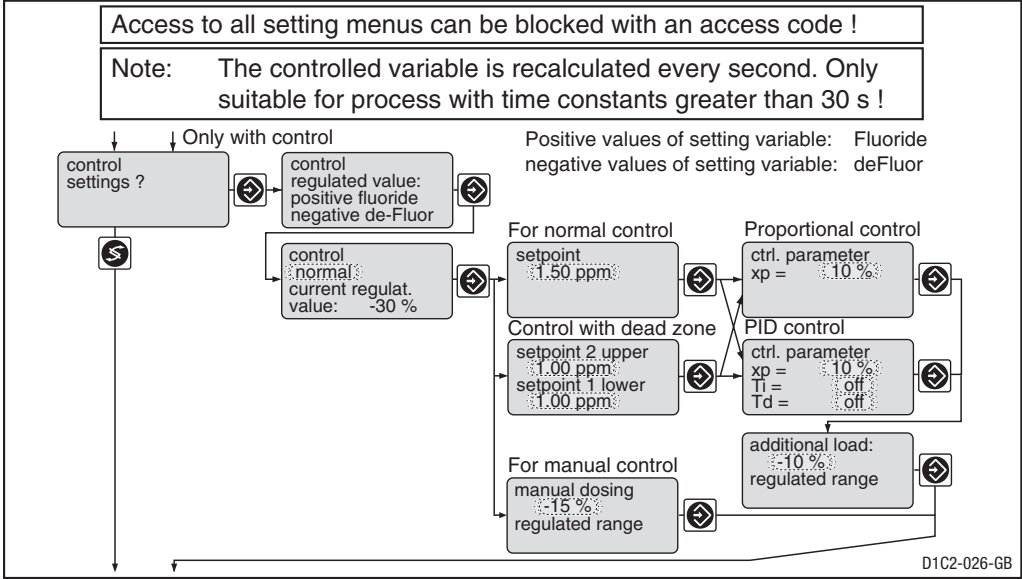 Access to all setting menus can be blocked with an access code !
Note: The controlled variable is recalculated every second. Only
suitable for process with time constants greater than 30 s !
Only with control
Positive values of setting variable: Fluoride
negative values of setting variable: deFluor
control
settings ?
control
regulated value:
positive fluoride
negative de-Fluor
control
normal
current regulat.
value: -30 %
For normal control
setpoint
1.50 ppm
Proportional control
ctrl. parameter
xp = 10 %
Control with dead zone
setpoint 2 upper
1.00 ppm
setpoint 1 lower
1.00 ppm
PID control
ctrl. parameter
xp = 10 %
Ti = off
Td = off
additional load:
-10 %
regulated range
For manual control
manual dosing
-15 %
regulated range
D1C2-026-GB